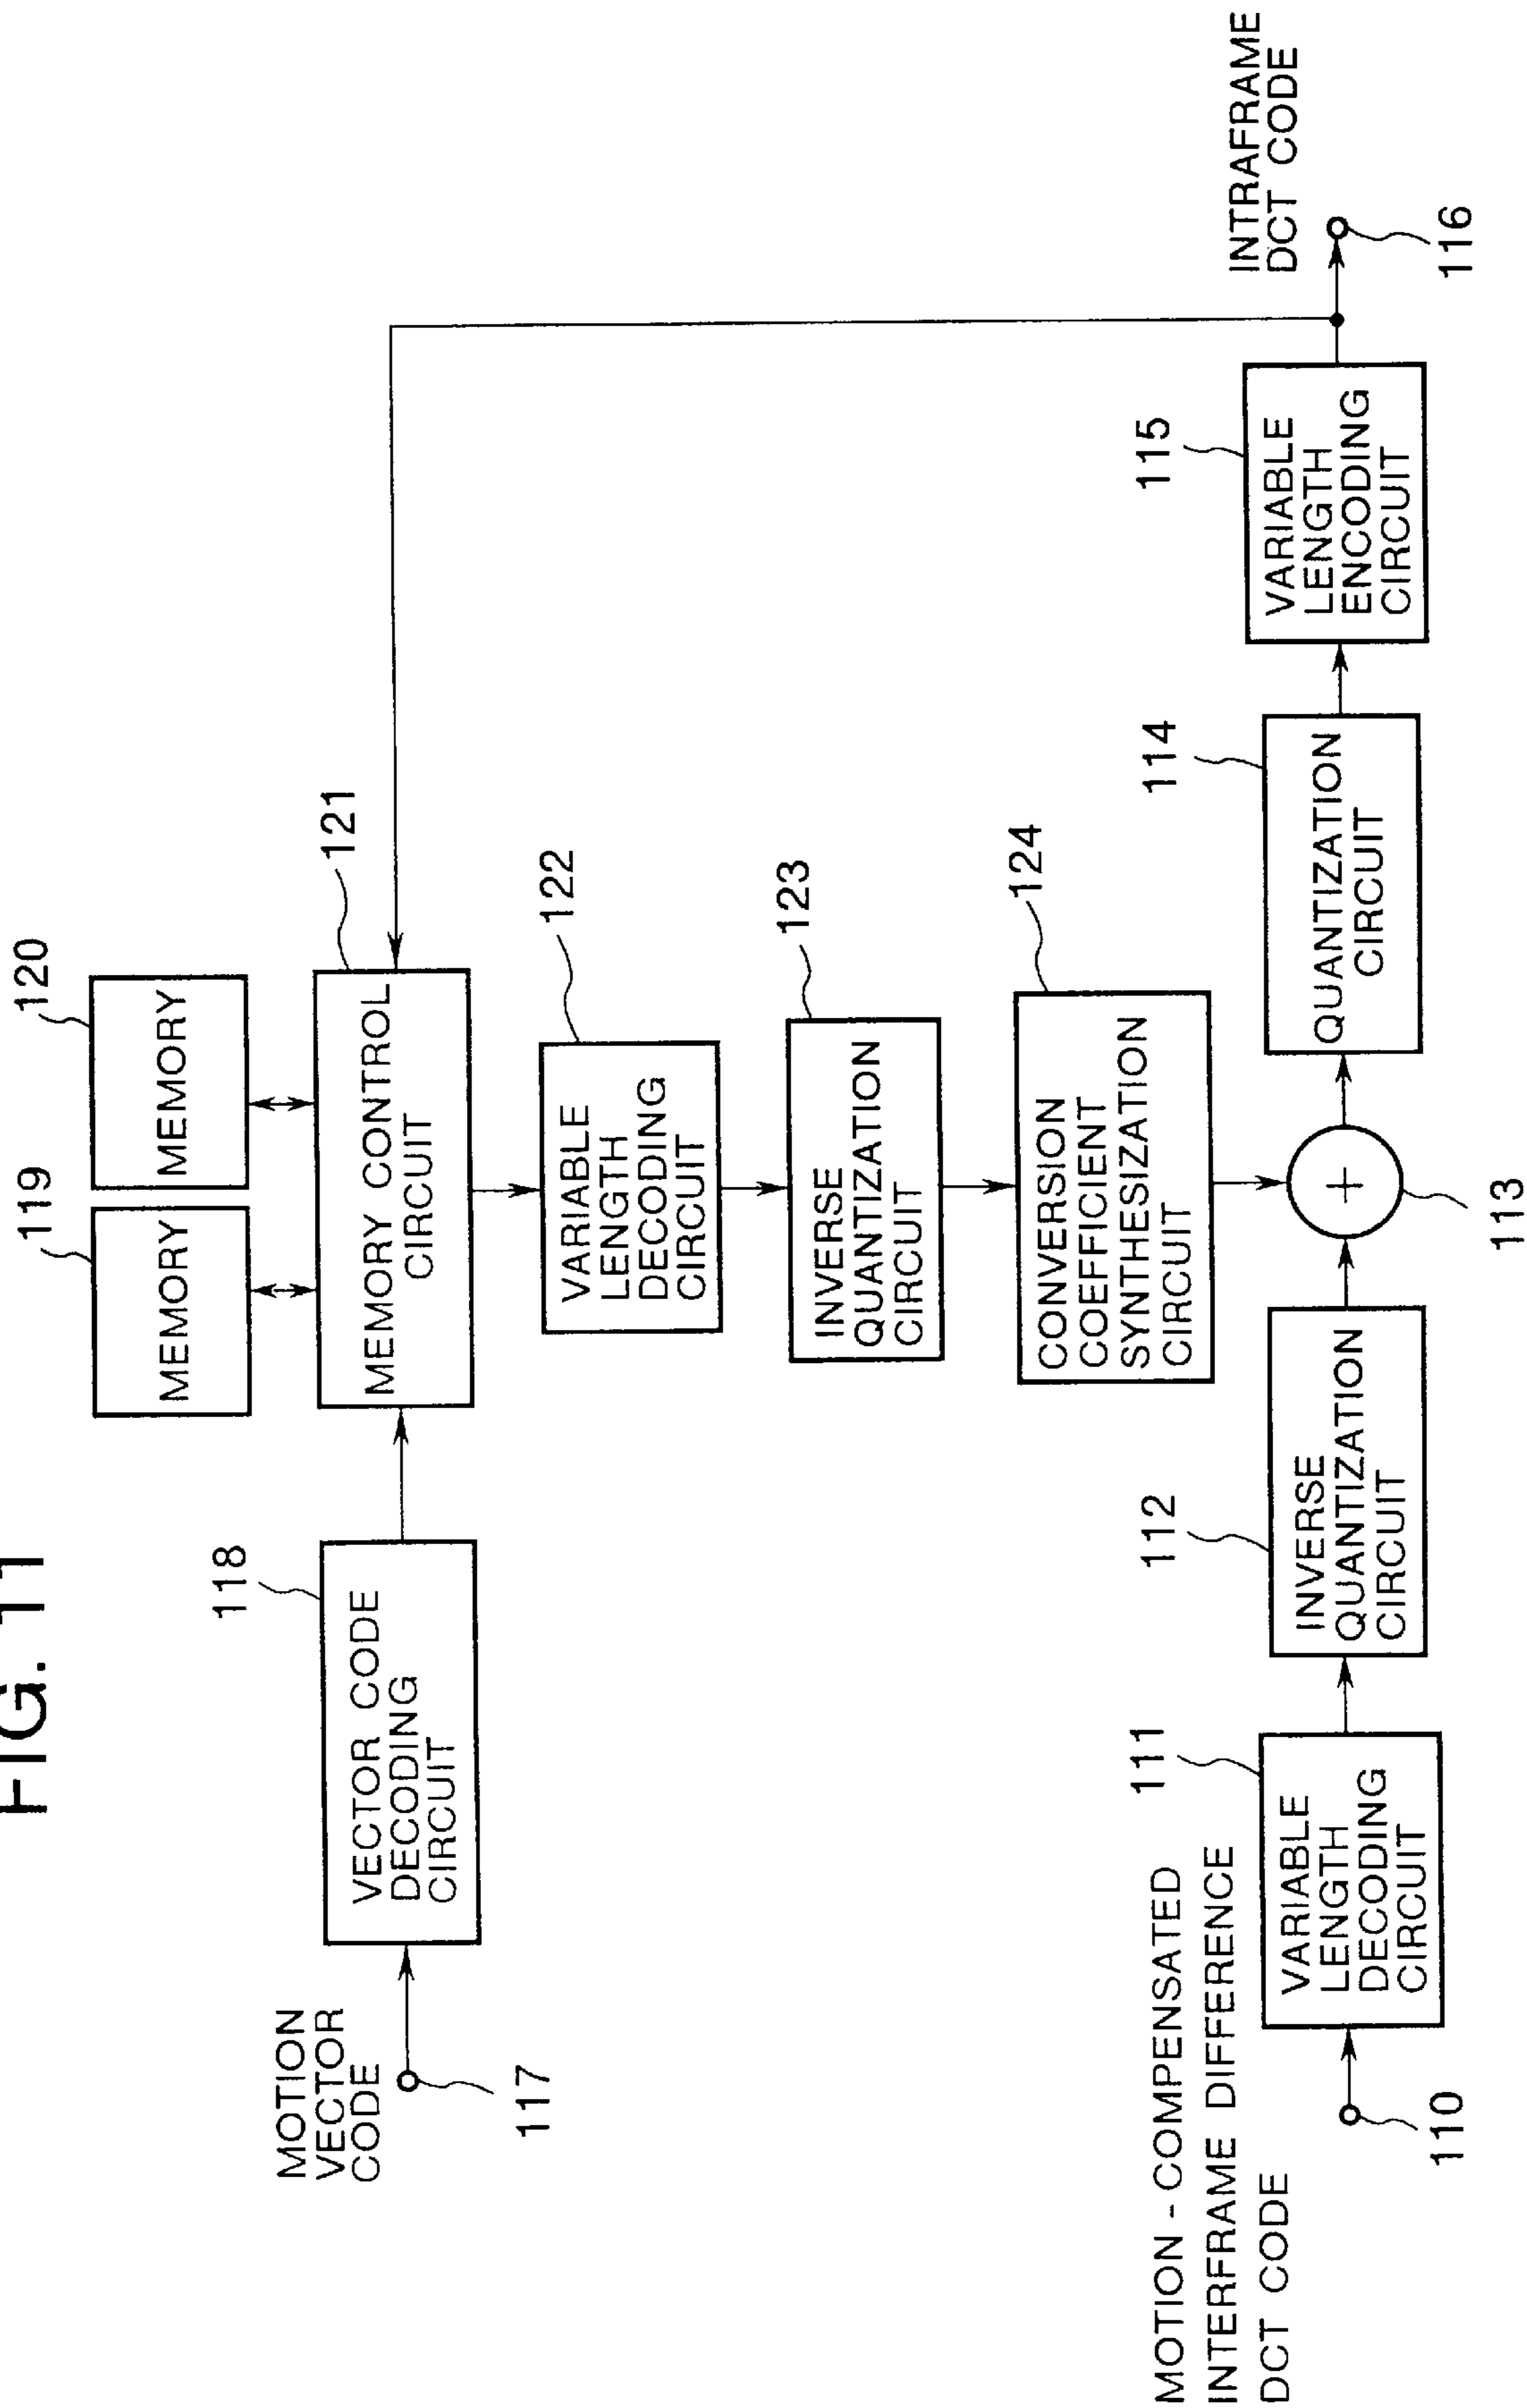 FIG. 11
119
120
MEMORY
MEMORY
118
121
MOTION
VECTOR
CODE
117
VECTOR CODE
DECODING
CIRCUIT
MEMORY CONTROL
CIRCUIT
122
VARIABLE
LENGTH
DECODING
CIRCUIT
123
INVERSE
QUANTIZATION
CIRCUIT
124
CONVERSION
COEFFICIENT
SYNTHESIZATION
CIRCUIT
MOTION - COMPENSATED
INTERFRAME DIFFERENCE
DCT CODE
110
111
VARIABLE
LENGTH
DECODING
CIRCUIT
112
INVERSE
QUANTIZATION
CIRCUIT
+
113
114
QUANTIZATION
CIRCUIT
115
VARIABLE
LENGTH
ENCODING
CIRCUIT
INTRAFRAME
DCT CODE
116